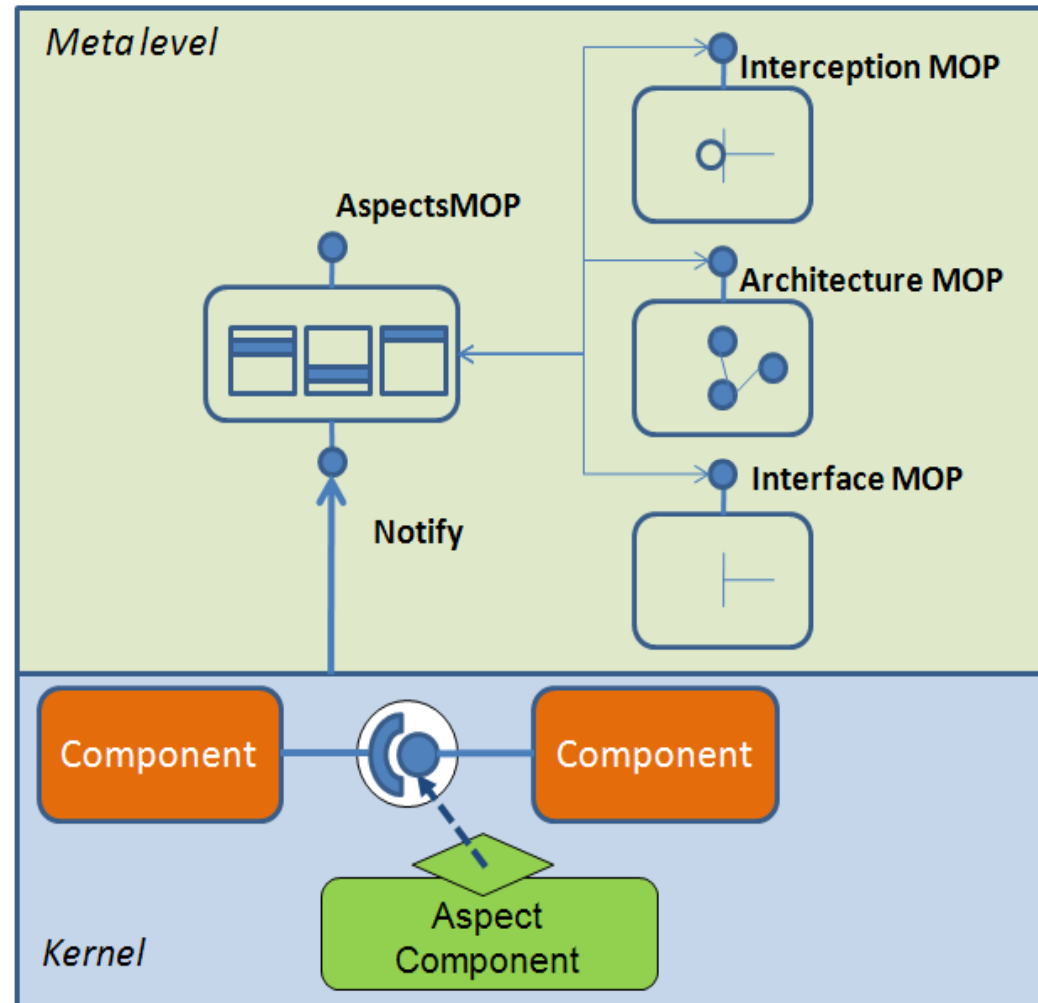 Meta level
Interception MOP
AspectsMOP
Architecture MOP
Interface MOP
Notify
Component
Component
Aspect
Component
Kernel